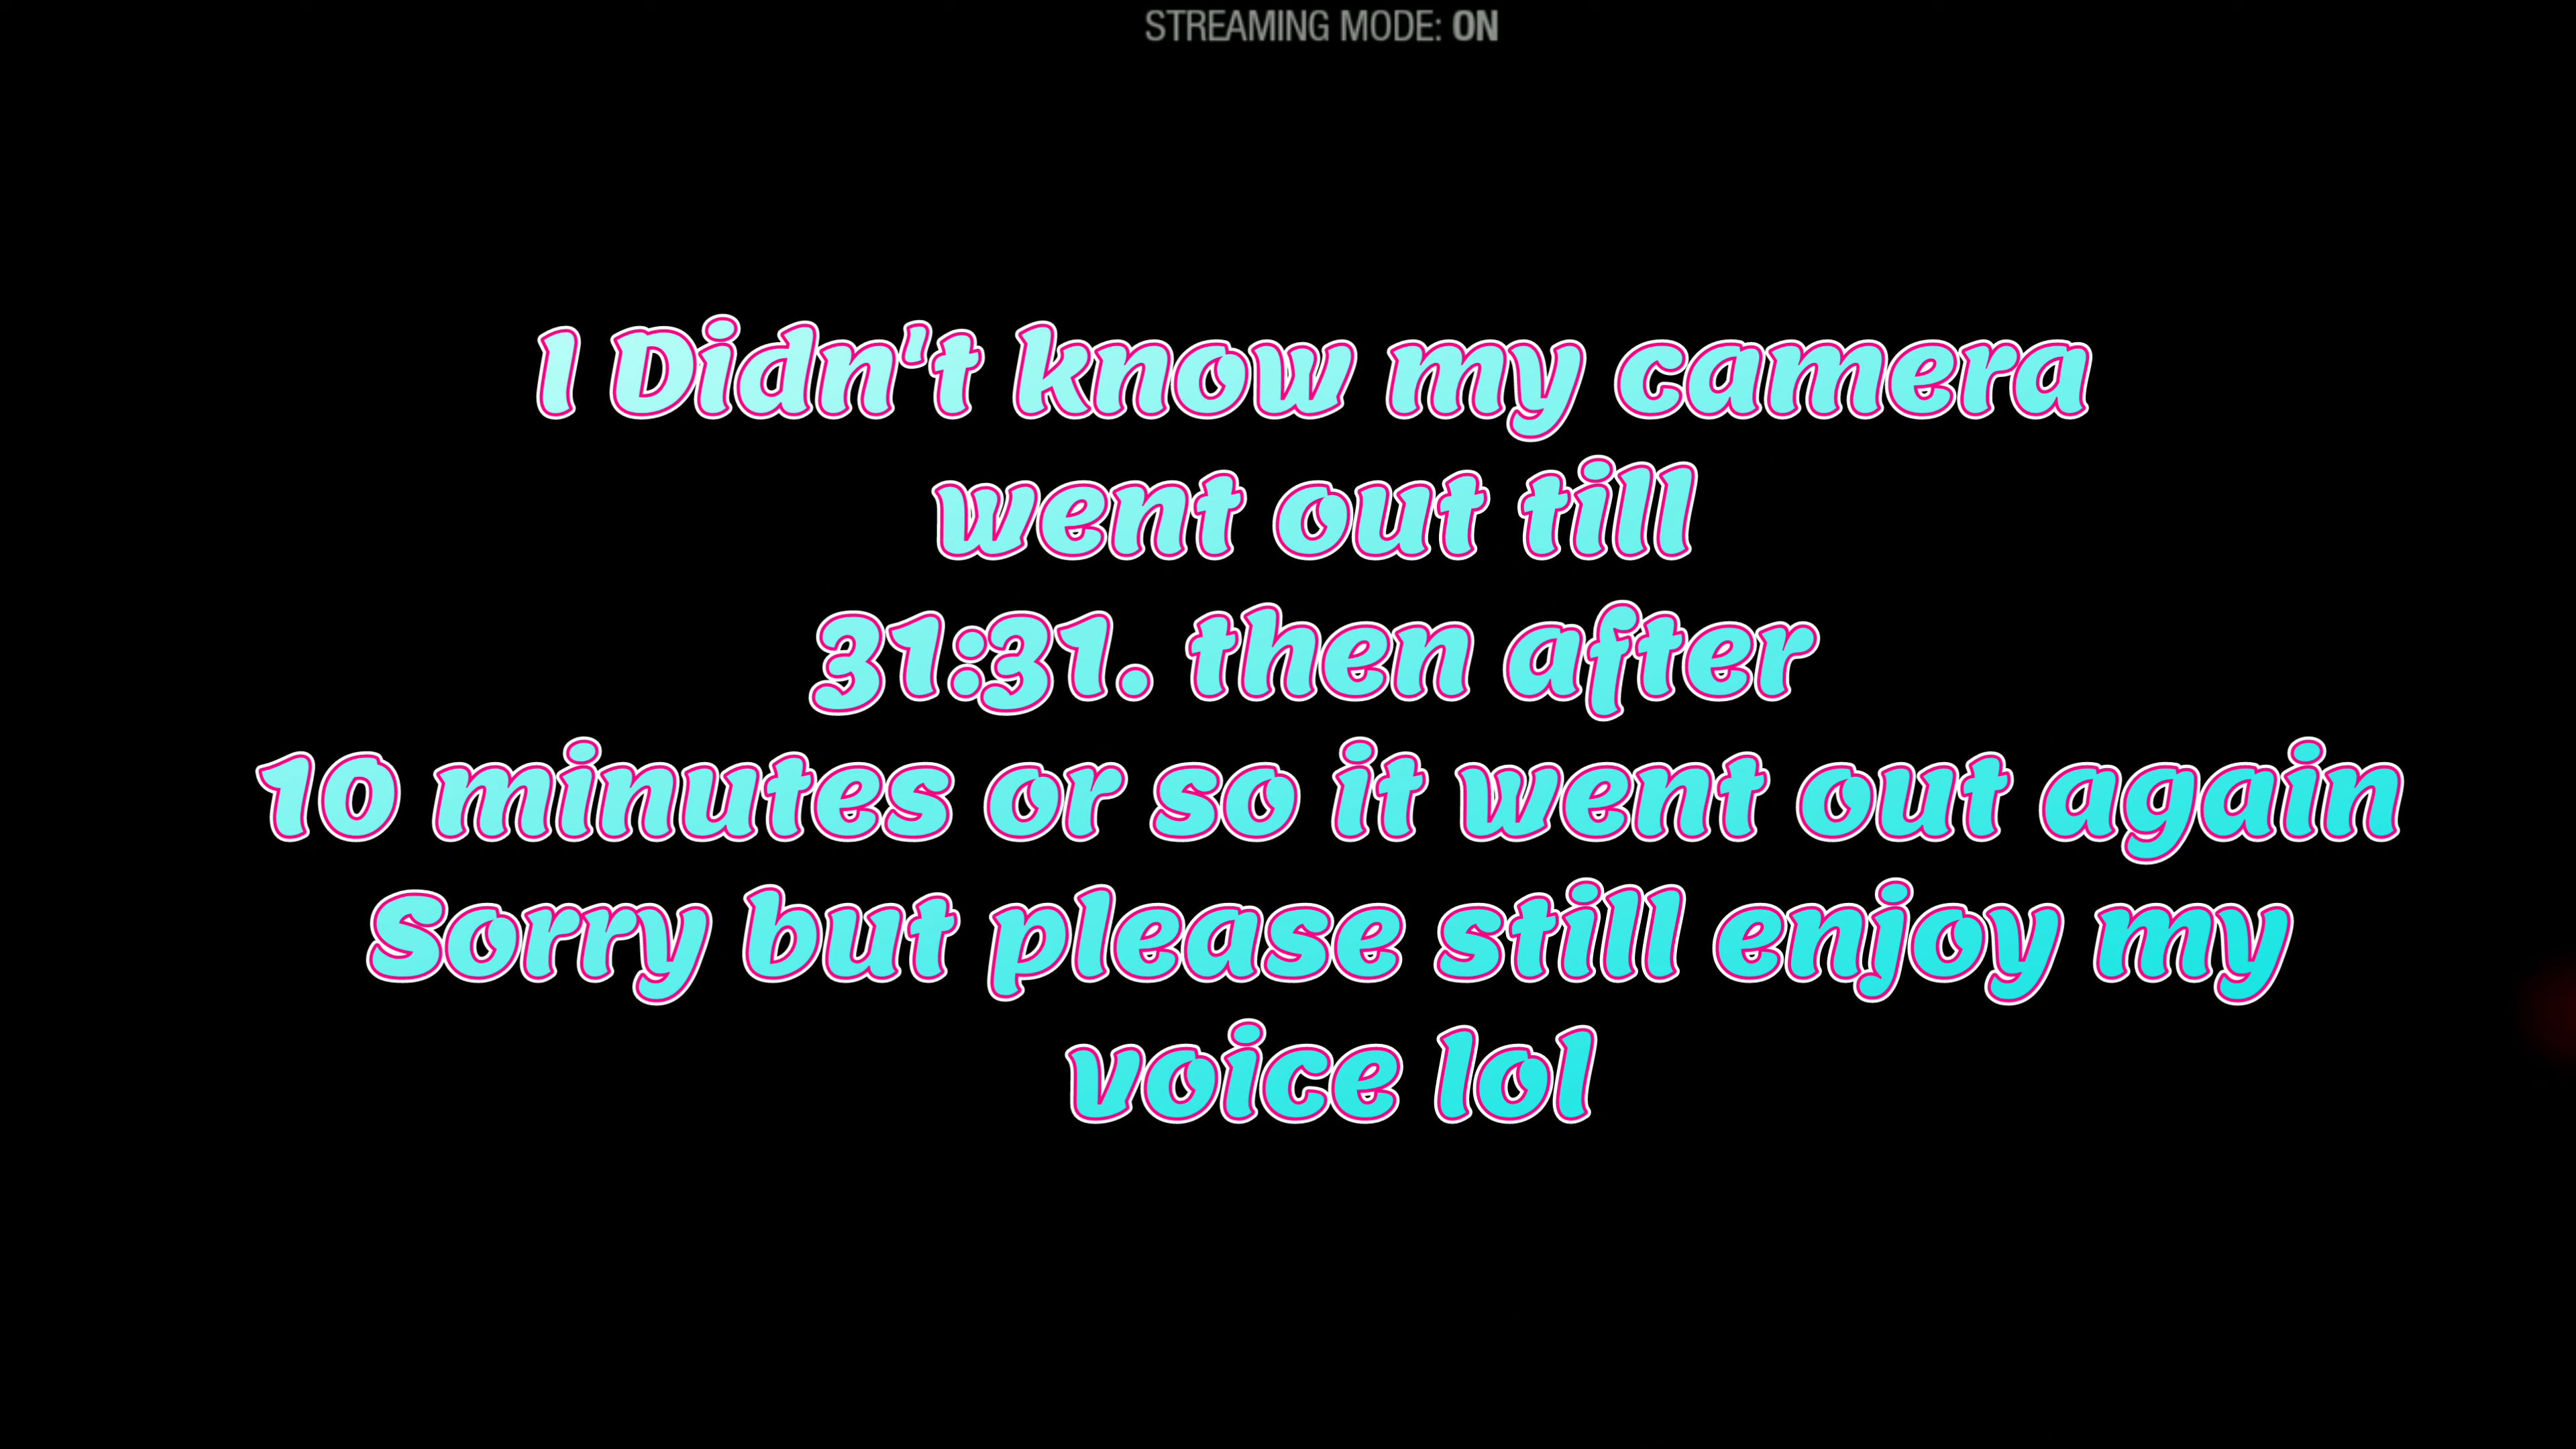 STREAMING MODE: ON
I Didn't know my camera
went out till
31:31. then after
10 minutes or so it went out again
Sorry but please still enjoy my
voice lol